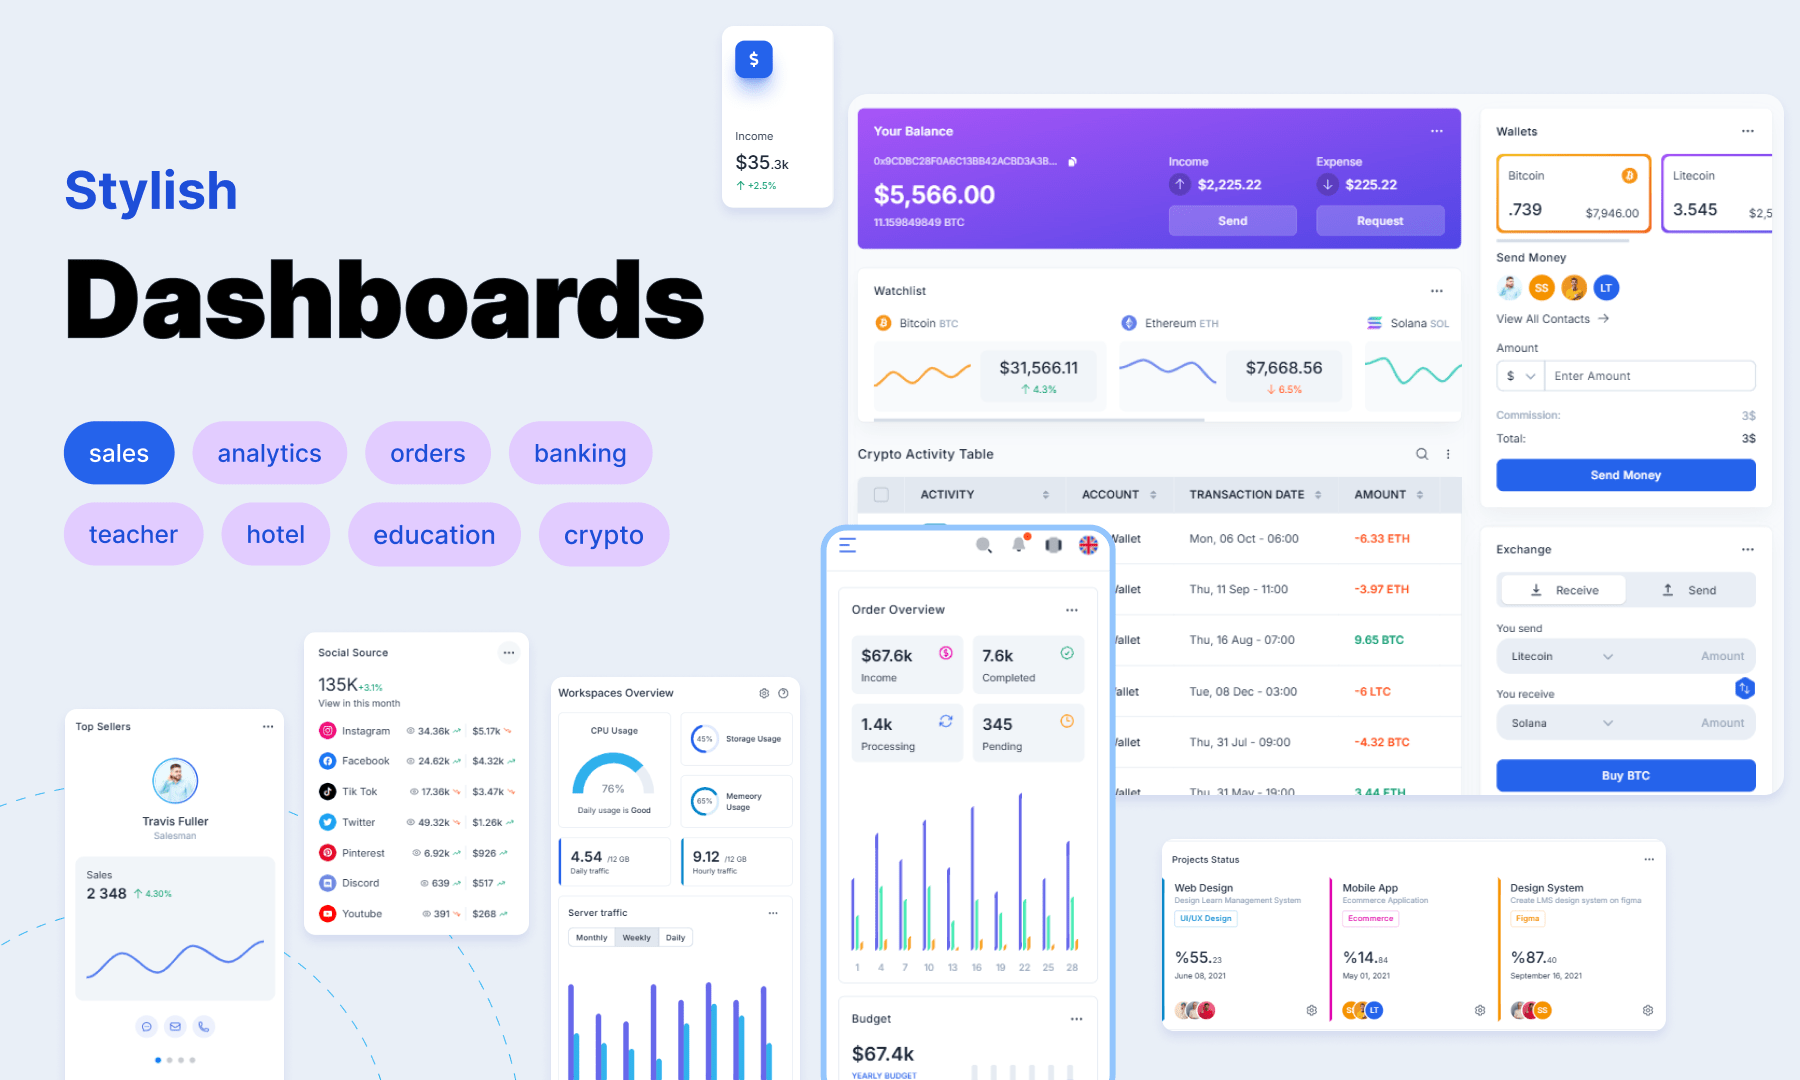 Stylish
Dashboards
sales
analytics
orders
banking
teacher
hotel
education
crypto
$
Income
$35.3k
+2.5%
Your Balance
0x9CDBC28F0A6C13BB42ACBD3A3B...
$5,566.00
11.159849849 BTC
Income
$2,225.22
Send
Expense
$225.22
Request
Watchlist
Bitcoin BTC
$31,566.11
4.3%
Ethereum ETH
$7,668.56
6.5%
Solana SOL
Crypto Activity Table
ACTIVITY ACCOUNT TRANSACTION DATE AMOUNT
Wallet Mon, 06 Oct - 06:00 -6.33 ETH
Wallet Thu, 11 Sep - 11:00 -3.97 ETH
allet Thu, 16 Aug - 07:00 9.65 BTC
allet Tue, 08 Dec - 03:00 -6 LTC
allet Thu, 31 Jul - 09:00 -4.32 BTC
Thu, 31 May - 19:00 3.44 ETH
Wallets
Bitcoin
.739
$7,946.00
Litecoin
3.545
$2,5
Send Money
SS
LT
View All Contacts
Amount
$
Enter Amount
Commission: 3$
Total: 3$
Send Money
Exchange
Receive
Send
You send
Litecoin
Amount
You receive
Solana
Amount
Buy BTC
Top Sellers
Travis Fuller
Salesman
Sales
2 348 4.30%
Social Source
135K+3.1%
View in this month
Instagram 34.36k $5.17k
Facebook 24.62k $4.32k
Tik Tok 17.36k $3.47k
Twitter 49.32k $1.26k
Pinterest 6.92k $926
Discord 639 $517
Youtube 391 $268
Workspaces Overview
CPU Usage
76%
Daily usage is Good
45%
Storage Usage
65%
Memeory
Usage
4.54 /12 GB
Daily traffic
9.12 /12 GB
Hourly traffic
Server traffic
Monthly
Weekly
Daily
Order Overview
$67.6k
Income
7.6k
Completed
1.4k
Processing
345
Pending
1 4 7 10 13 16 19 22 25 28
Budget
$67.4k
YEARLY BUDGET
Projects Status
Web Design
Design Learn Management System
UI/UX Design
%55.23
June 08, 2021
Mobile App
Ecommerce Application
Ecommerce
%14.84
May 01, 2021
LT
Design System
Create LMS design system on figma
Figma
%87.40
September 16, 2021
SS